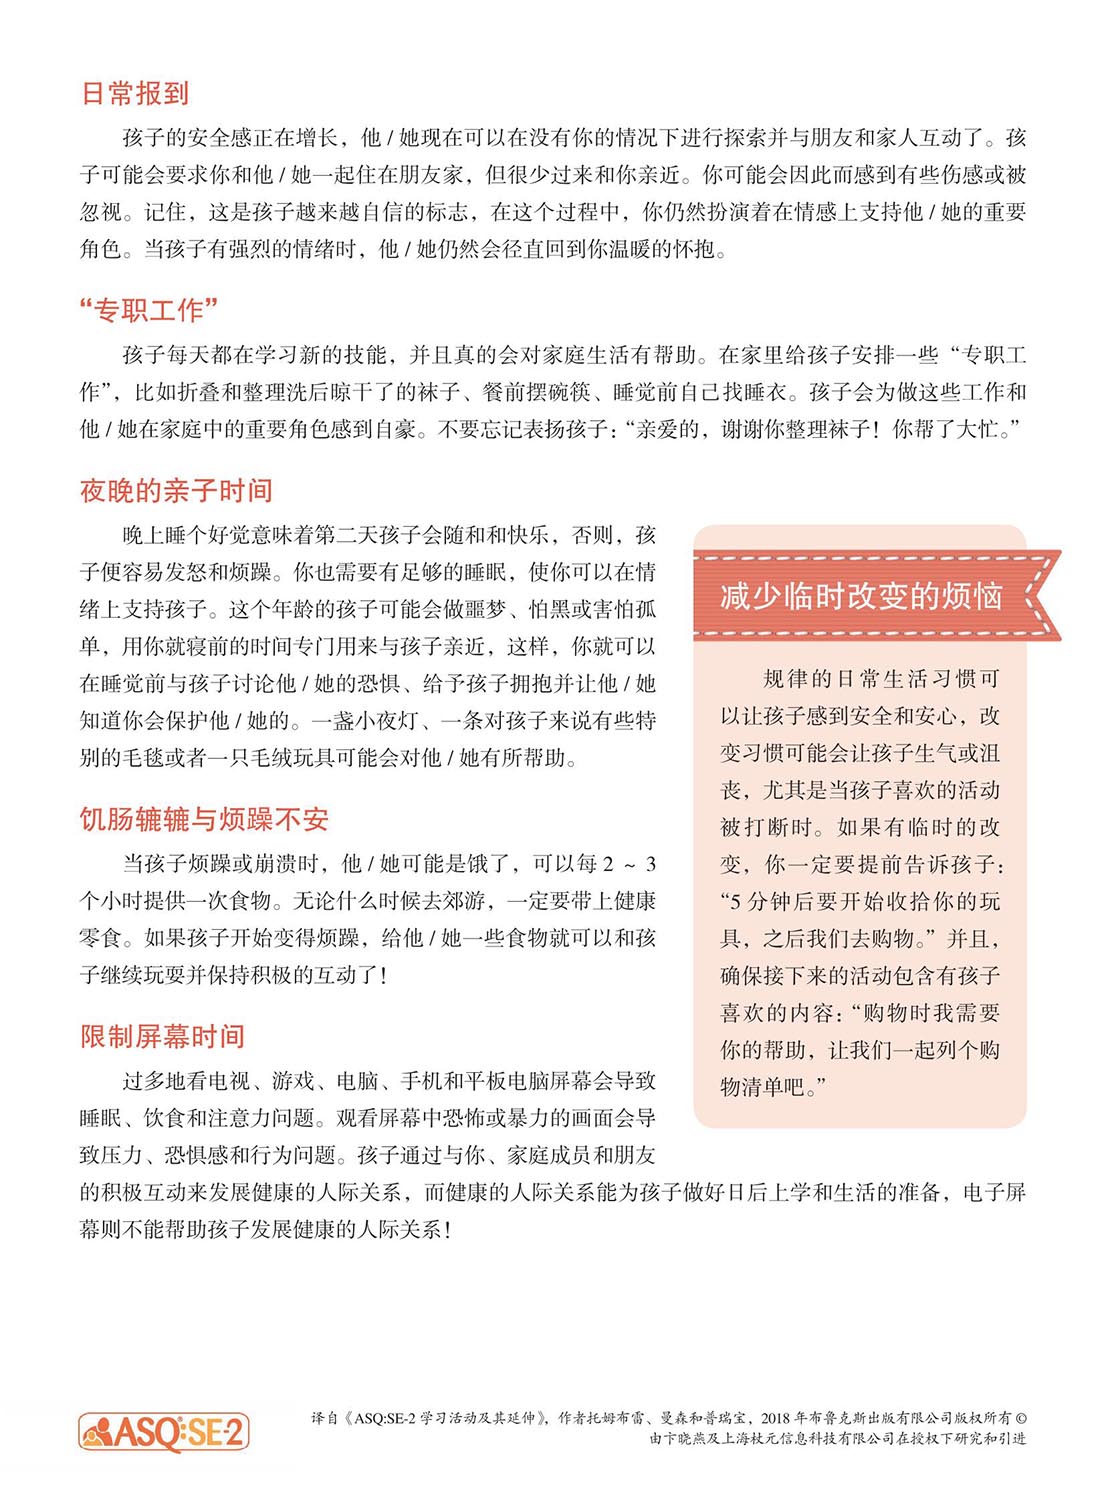 日常报到
孩子的安全感正在增长，他 / 她现在可以在没有你的情况下进行探索并与朋友和家人互动了。孩
子可能会要求你和他 / 她一起住在朋友家，但很少过来和你亲近。你可能会因此而感到有些伤感或被
忽视。记住，这是孩子越来越自信的标志，在这个过程中，你仍然扮演着在情感上支持他 / 她的重要
角色。当孩子有强烈的情绪时，他 / 她仍然会径直回到你温暖的怀抱。
“专职工作”
孩子每天都在学习新的技能，并且真的会对家庭生活有帮助。在家里给孩子安排一些“专职工
作”，比如折叠和整理洗后晾干了的袜子、餐前摆碗筷、睡觉前自己找睡衣。孩子会为做这些工作和
他 / 她在家庭中的重要角色感到自豪。不要忘记表扬孩子：“亲爱的，谢谢你整理袜子！你帮了大忙。”
夜晚的亲子时间
晚上睡个好觉意味着第二天孩子会随和和快乐，否则，孩
子便容易发怒和烦躁。你也需要有足够的睡眠，使你可以在情
绪上支持孩子。这个年龄的孩子可能会做噩梦、怕黑或害怕孤
单，用你就寝前的时间专门用来与孩子亲近，这样，你就可以
在睡觉前与孩子讨论他 / 她的恐惧、给予孩子拥抱并让他 / 她
知道你会保护他 / 她的。一盏小夜灯、一条对孩子来说有些特
别的毛毯或者一只毛绒玩具可能会对他 / 她有所帮助。
饥肠辘辘与烦躁不安
当孩子烦躁或崩溃时，他 / 她可能是饿了，可以每 2 ~ 3
个小时提供一次食物。无论什么时候去郊游，一定要带上健康
零食。如果孩子开始变得烦躁，给他 / 她一些食物就可以和孩
子继续玩耍并保持积极的互动了！
限制屏幕时间
过多地看电视、游戏、电脑、手机和平板电脑屏幕会导致
睡眠、饮食和注意力问题。观看屏幕中恐怖或暴力的画面会导
致压力、恐惧感和行为问题。孩子通过与你、家庭成员和朋友
的积极互动来发展健康的人际关系，而健康的人际关系能为孩子做好日后上学和生活的准备，电子屏
幕则不能帮助孩子发展健康的人际关系！
减少临时改变的烦恼
规律的日常生活习惯可
以让孩子感到安全和安心，改
变习惯可能会让孩子生气或沮
丧，尤其是当孩子喜欢的活动
被打断时。如果有临时的改
变，你一定要提前告诉孩子：
“5 分钟后要开始收拾你的玩
具，之后我们去购物。”并且，
确保接下来的活动包含有孩子
喜欢的内容：“购物时我需要
你的帮助，让我们一起列个购
物清单吧。”
ASQ:SE-2
译自《ASQ:SE-2 学习活动及其延伸》，作者托姆布雷、曼森和普瑞宝，2018 年布鲁克斯出版有限公司版权所有 ©
由卞晓燕及上海杖元信息科技有限公司在授权下研究和引进